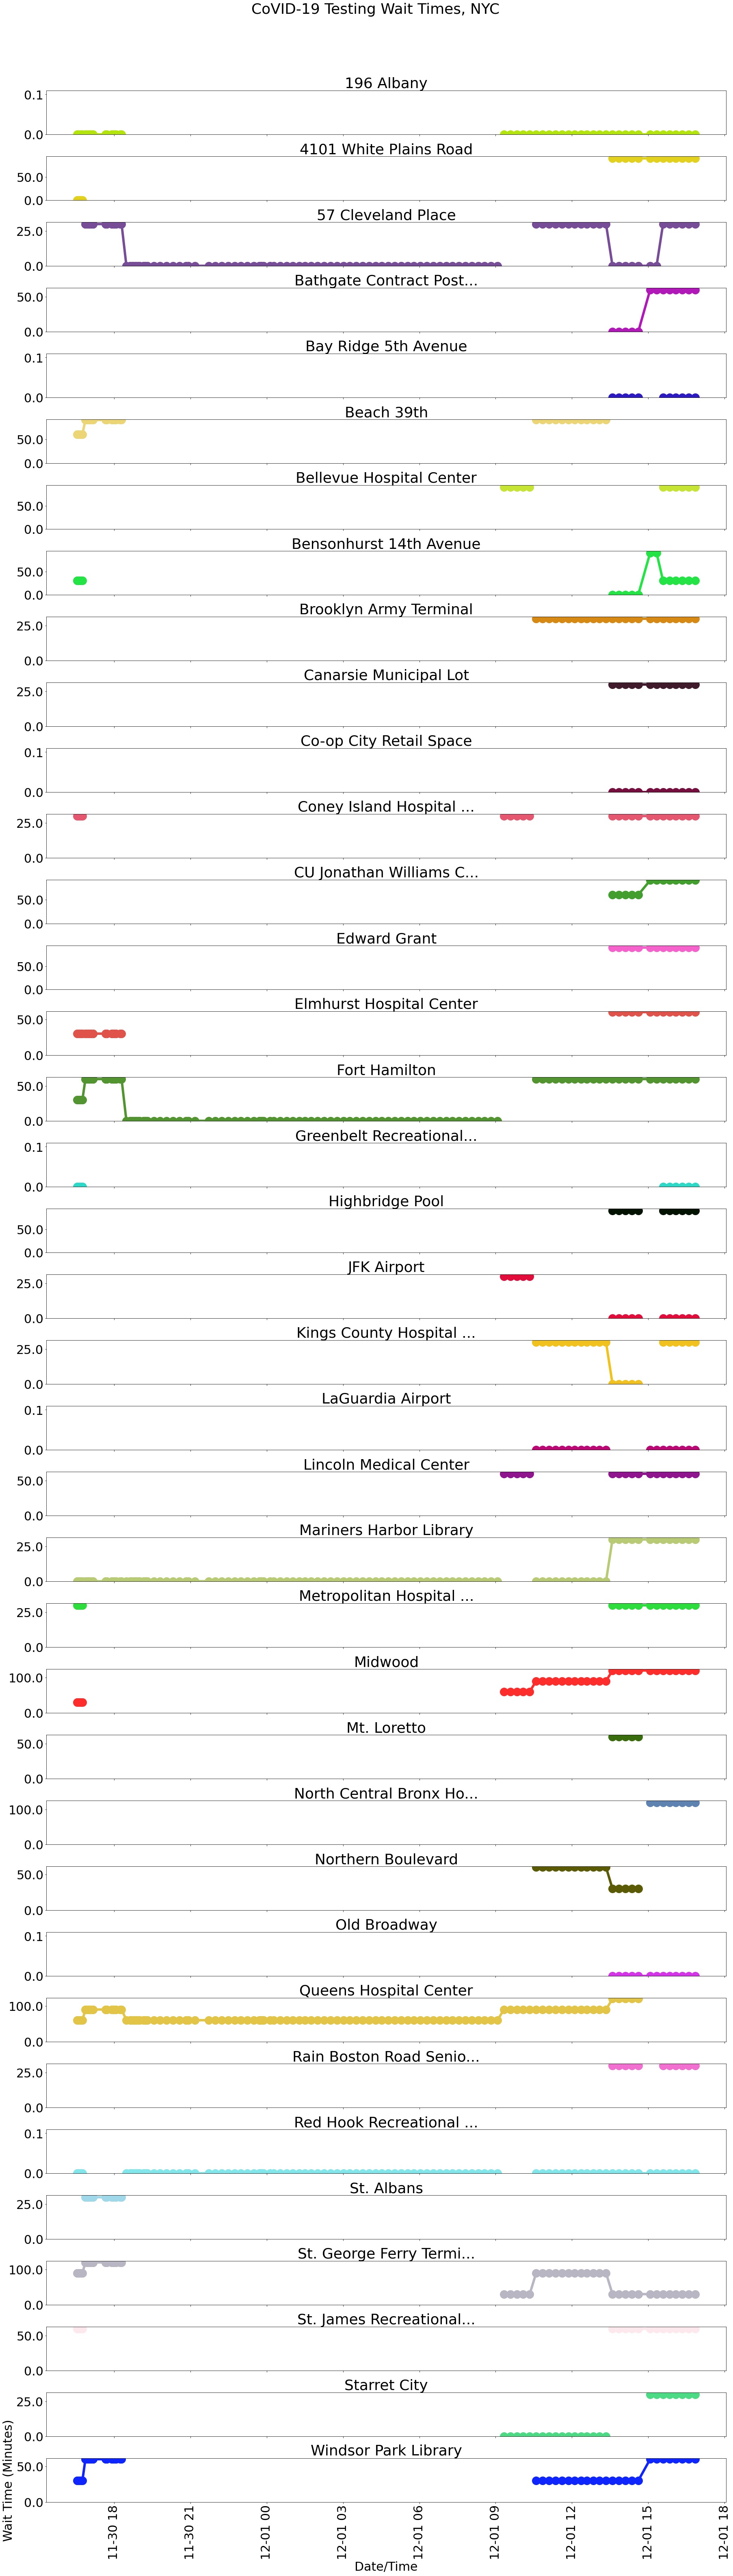 CoVID-19 Testing Wait Times, NYC
196 Albany
0.1
0.0
4101 White Plains Road
50.0
0.0
57 Cleveland Place
25.0
0.0
Bathgate Contract Post...
50.0
0.0
Bay Ridge 5th Avenue
0.1
0.0
Beach 39th
50.0
0.0
Bellevue Hospital Center
50.0
0.0
Bensonhurst 14th Avenue
50.0
0.0
Brooklyn Army Terminal
25.0
0.0
Canarsie Municipal Lot
25.0
0.0
Co-op City Retail Space
0.1
0.0
Coney Island Hospital ...
25.0
0.0
CU Jonathan Williams C...
50.0
0.0
Edward Grant
50.0
0.0
Elmhurst Hospital Center
50.0
0.0
Fort Hamilton
50.0
0.0
Greenbelt Recreational...
0.1
0.0
Highbridge Pool
50.0
0.0
JFK Airport
25.0
0.0
Kings County Hospital ...
25.0
0.0
LaGuardia Airport
0.1
0.0
Lincoln Medical Center
50.0
0.0
Mariners Harbor Library
25.0
0.0
Metropolitan Hospital ...
25.0
0.0
Midwood
100.0
0.0
Mt. Loretto
50.0
0.0
North Central Bronx Ho...
100.0
0.0
Northern Boulevard
50.0
0.0
Old Broadway
0.1
0.0
Queens Hospital Center
100.0
0.0
Rain Boston Road Senio...
25.0
0.0
Red Hook Recreational ...
0.1
0.0
St. Albans
25.0
0.0
St. George Ferry Termi...
100.0
0.0
St. James Recreational...
50.0
0.0
Starret City
25.0
0.0
Windsor Park Library
50.0
0.0
Wait Time (Minutes)
11-30 18
11-30 21
12-01 00
12-01 03
12-01 06
12-01 09
12-01 12
12-01 15
12-01 18
Date/Time